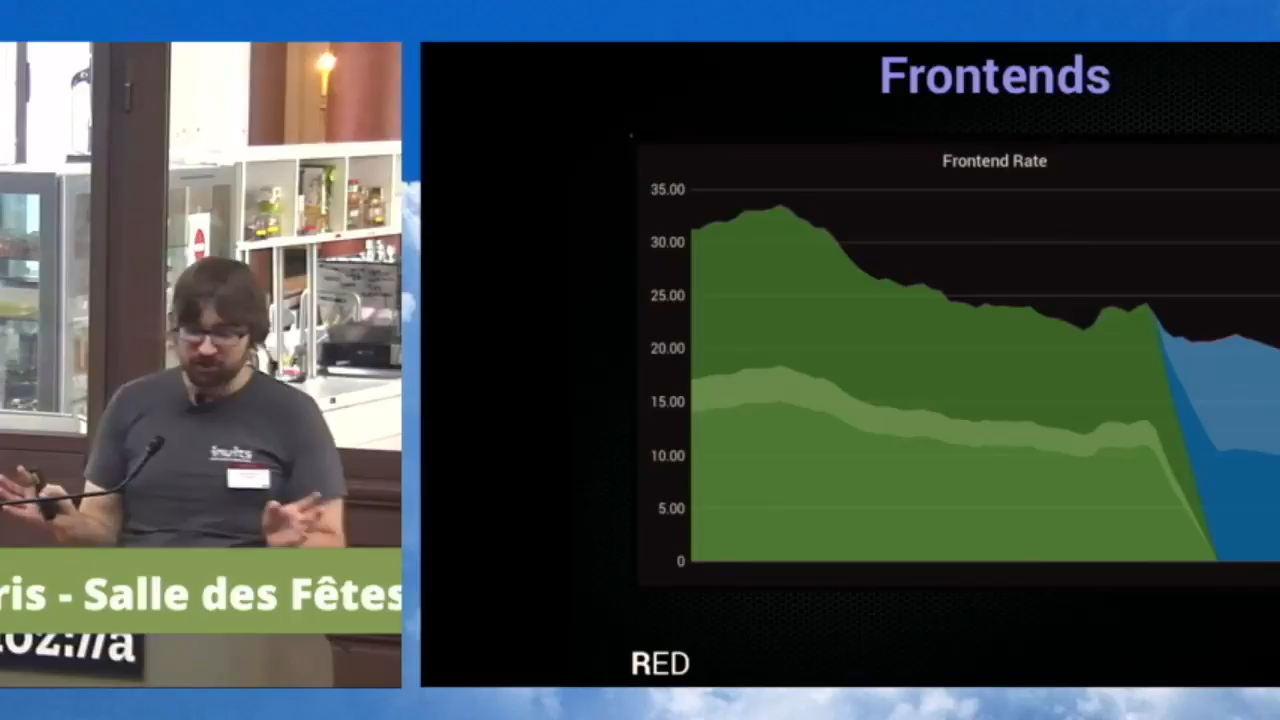 inuits
ris - Salle des Fêtes
oz://a
Frontends
Frontend Rate
35.00
30.00
25.00
20.00
15.00
10.00
5.00
0
RED